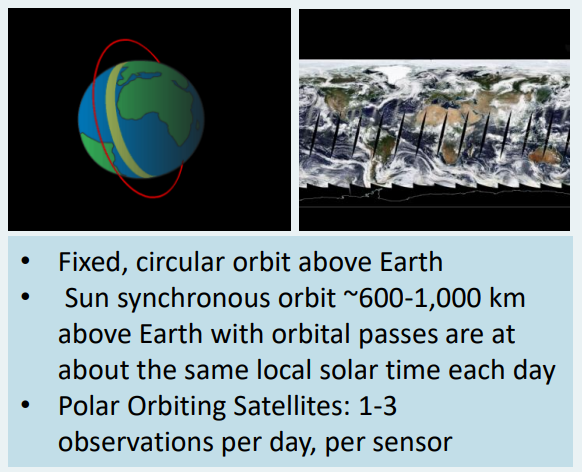 • Fixed, circular orbit above Earth
• Sun synchronous orbit ~600-1,000 km
above Earth with orbital passes are at
about the same local solar time each day
• Polar Orbiting Satellites: 1-3
observations per day, per sensor